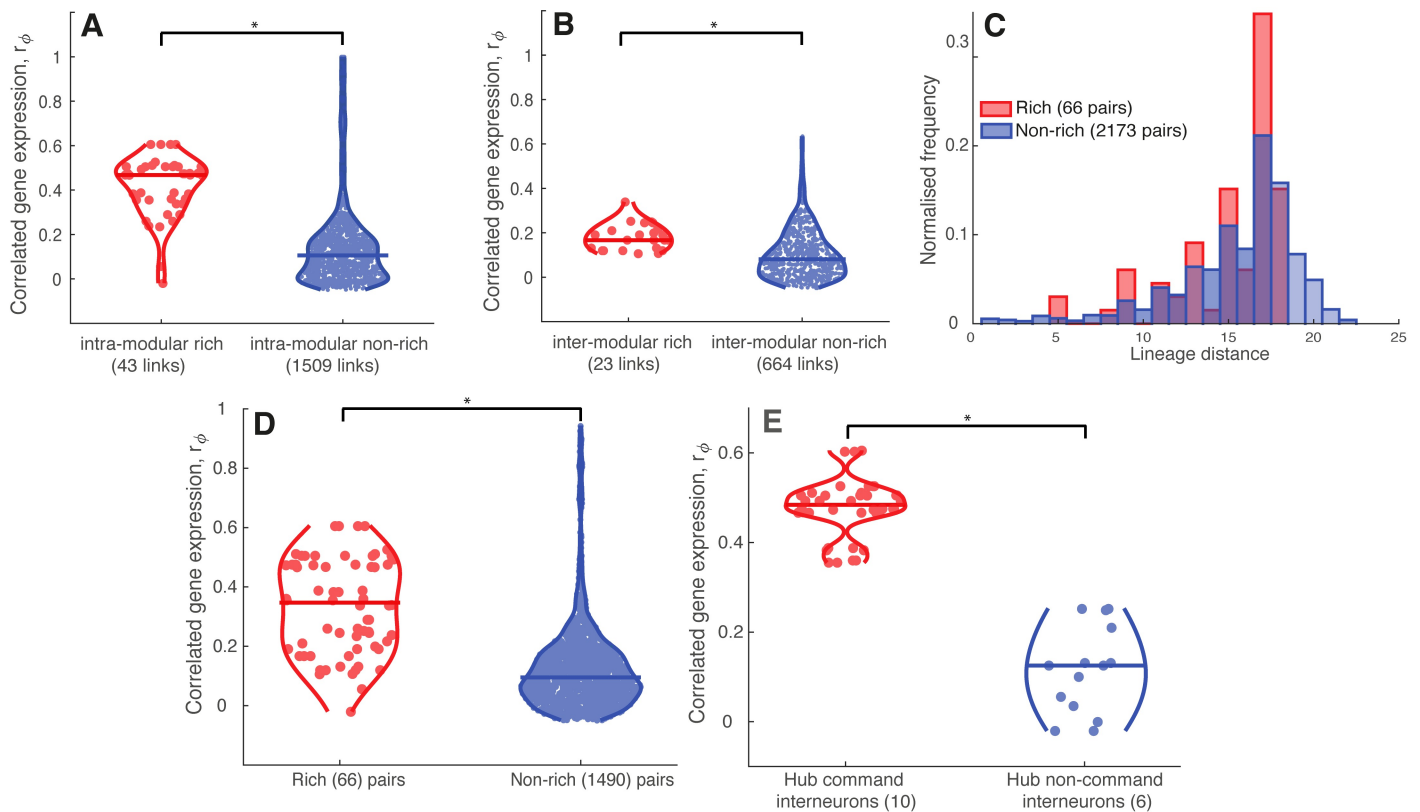 A
*
Correlated gene expression, rϕ
1
0.8
0.6
0.4
0.2
0
intra-modular rich
(43 links)
intra-modular non-rich
(1509 links)
B
*
Correlated gene expression, rϕ
1
0.8
0.6
0.4
0.2
0
inter-modular rich
(23 links)
inter-modular non-rich
(664 links)
C
Normalised frequency
0.3
0.2
0.1
0
Rich (66 pairs)
Non-rich (2173 pairs)
0 5 10 15 20 25
Lineage distance
D
*
Correlated gene expression, rϕ
1
0.8
0.6
0.4
0.2
0
Rich (66) pairs
Non-rich (1490) pairs
E
*
Correlated gene expression, rϕ
0.6
0.4
0.2
0
Hub command
interneurons (10)
Hub non-command
interneurons (6)